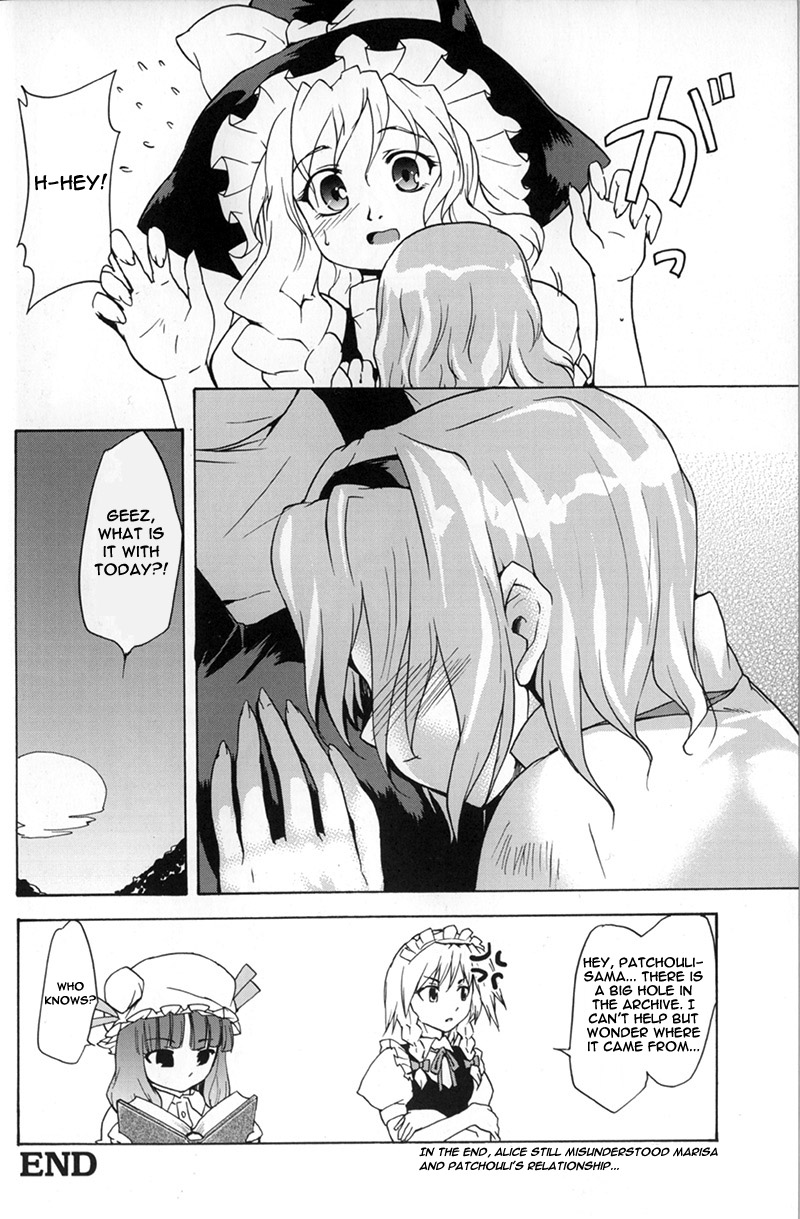 ガ
っ
H-HEY!
GEEZ,
WHAT IS
IT WITH
TODAY?!
HEY, PATCHOULI-
SAMA... THERE IS
A BIG HOLE IN
THE ARCHIVE. I
CAN'T HELP BUT
WONDER WHERE
IT CAME FROM...
WHO
KNOWS?
IN THE END, ALICE STILL MISUNDERSTOOD MARISA
AND PATCHOULI'S RELATIONSHIP...
END